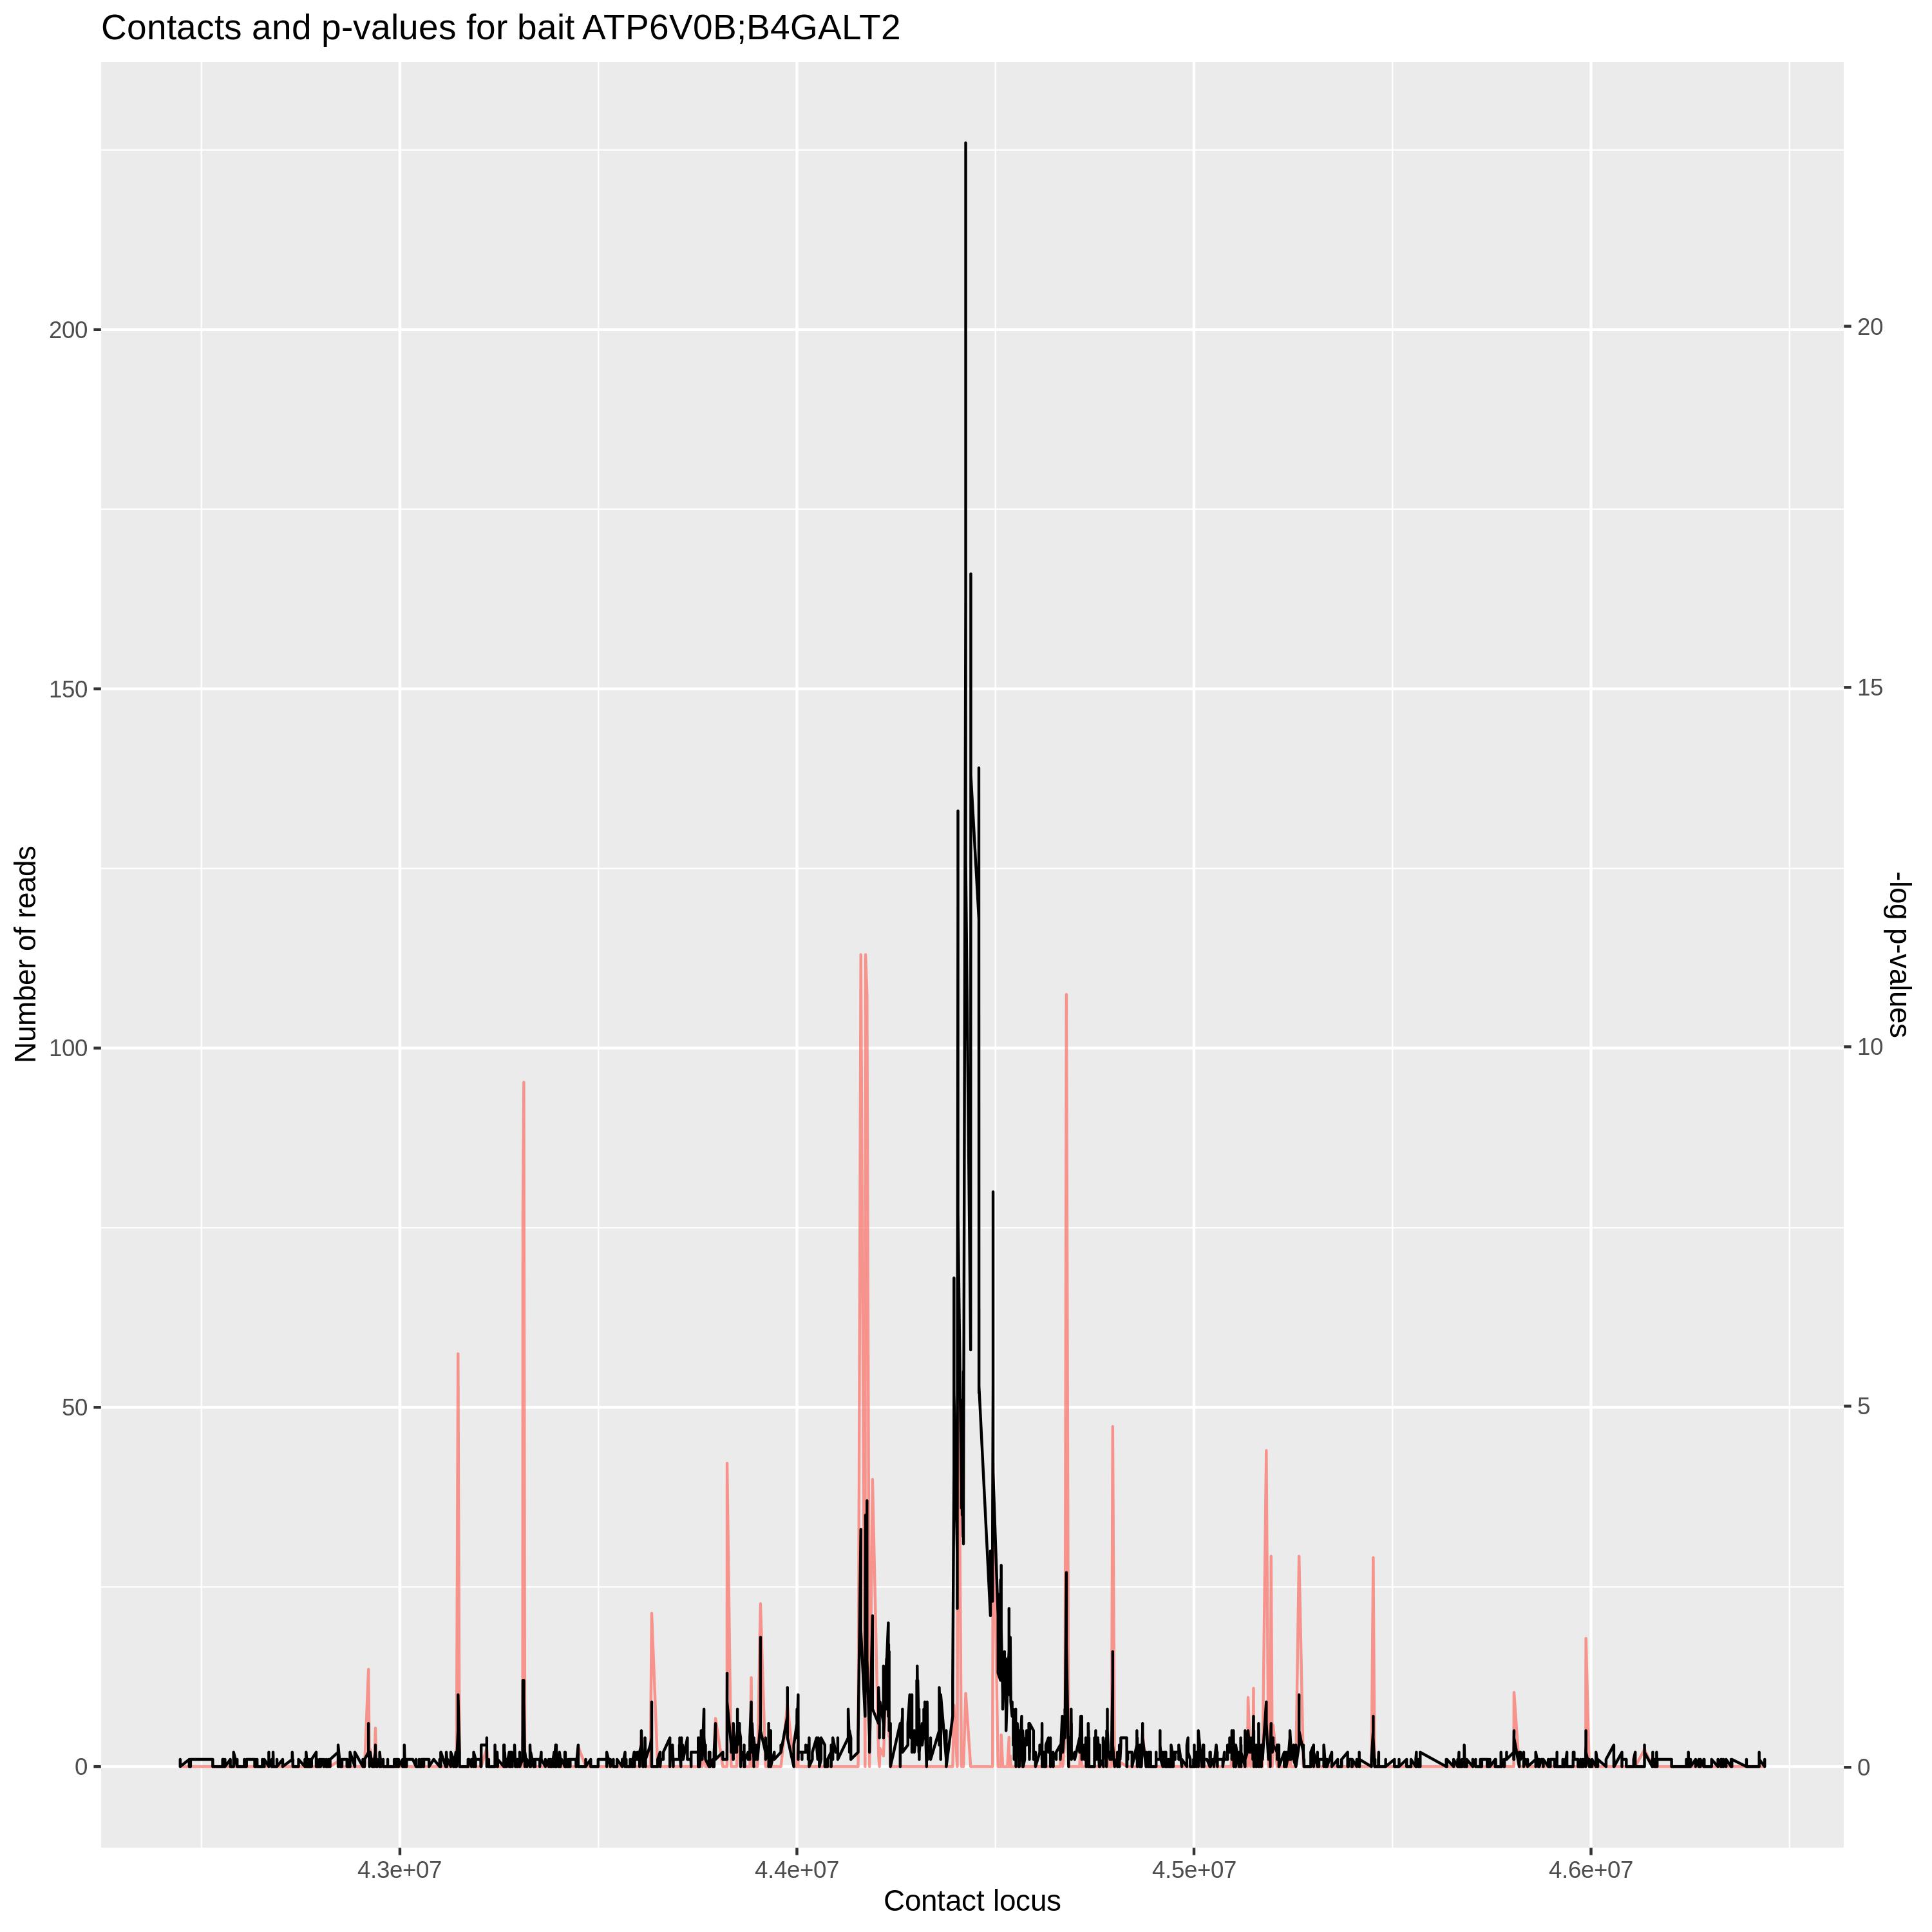 Contacts and p-values for bait ATP6V0B;B4GALT2
Number of reads
200
150
100
50
0
20
15
10
5
0
-log p-values
4.3e+07
4.4e+07
4.5e+07
4.6e+07
Contact locus